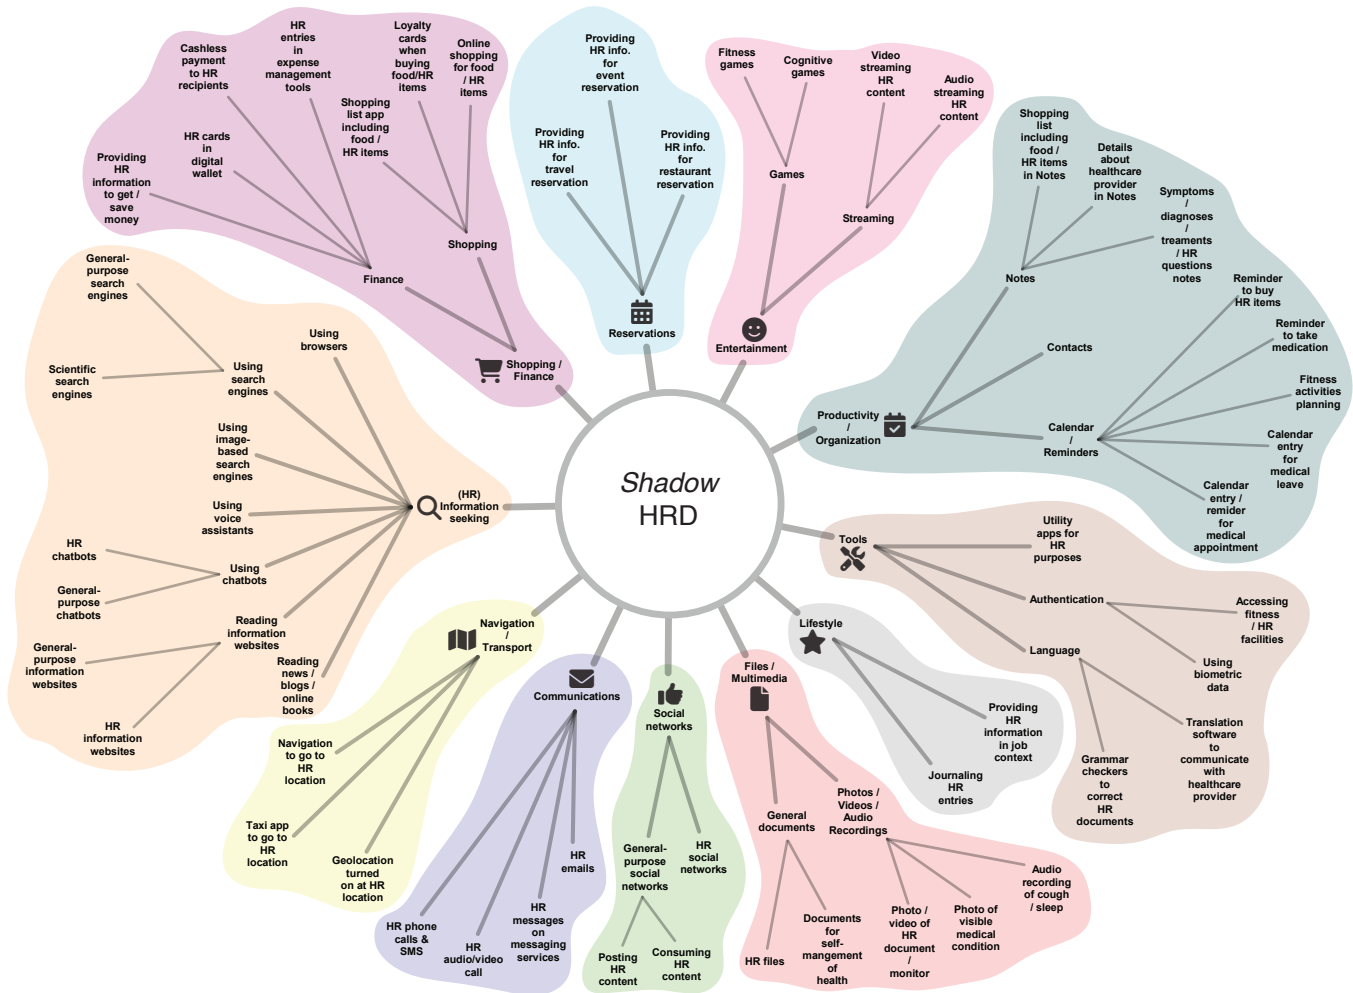 Shadow
HRD
Shopping /
Finance
Finance
Providing
HR
information
to get /
save
money
HR cards
in
digital
wallet
Cashless
payment
to HR
recipients
HR
entries
in
expense
management
tools
Shopping
Shopping
list app
including
food /
HR items
Loyalty
cards
when
buying
food/HR
items
Online
shopping
for food
/ HR
items
Reservations
Providing
HR info.
for
travel
reservation
Providing
HR info.
for
event
reservation
Providing
HR info.
for
restaurant
reservation
Entertainment
Games
Fitness
games
Cognitive
games
Streaming
Video
streaming
HR
content
Audio
streaming
HR
content
Productivity
/
Organization
Notes
Shopping
list
including
food /
HR items
in Notes
Details
about
healthcare
provider
in Notes
Symptoms
/
diagnoses
/
treaments
/ HR
questions
notes
Contacts
Calendar
/
Reminders
Reminder
to buy
HR items
Reminder
to take
medication
Fitness
activities
planning
Calendar
entry
for
medical
leave
Calendar
entry /
remider
for
medical
appointment
Tools
Utility
apps for
HR
purposes
Authentication
Accessing
fitness
/ HR
facilities
Using
biometric
data
Language
Translation
software
to
communicate
with
healthcare
provider
Grammar
checkers
to
correct
HR
documents
Lifestyle
Providing
HR
information
in job
context
Journaling
HR
entries
Files /
Multimedia
General
documents
HR files
Documents
for
self-
mangement
of
health
Photos /
Videos /
Audio
Recordings
Photo /
video of
HR
document
/
monitor
Photo of
visible
medical
condition
Audio
recording
of cough
/ sleep
Social
networks
General-
purpose
social
networks
Posting
HR
content
Consuming
HR
content
HR
social
networks
Communications
HR phone
calls &
SMS
HR
audio/video
call
HR
messages
on
messaging
services
HR
emails
Navigation
/
Transport
Navigation
to go to
HR
location
Taxi app
to go to
HR
location
Geolocation
turned
on at HR
location
(HR)
Information
seeking
Using
browsers
Using
search
engines
General-
purpose
search
engines
Scientific
search
engines
Using
image-
based
search
engines
Using
voice
assistants
Using
chatbots
HR
chatbots
General-
purpose
chatbots
Reading
information
websites
General-
purpose
information
websites
HR
information
websites
Reading
news /
blogs /
online
books